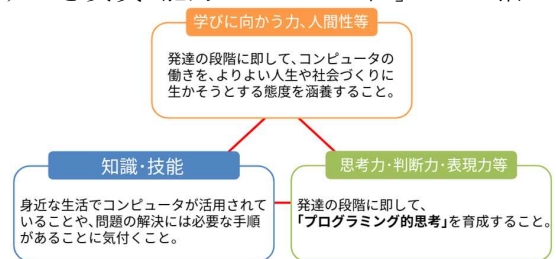 学びに向かう力、人間性等
発達の段階に即して、コンピュータの
働きを、よりよい人生や社会づくりに
生かそうとする態度を涵養すること。
知識・技能
身近な生活でコンピュータが活用されて
いることや、問題の解決には必要な手順
があることに気付くこと。
思考力・判断力・表現力等
発達の段階に即して、
「プログラミング的思考」を育成すること。